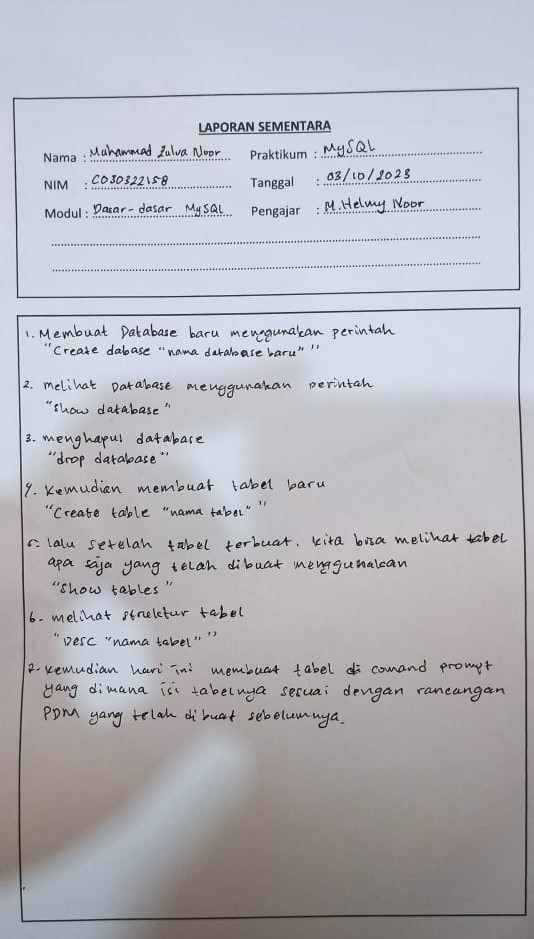 LAPORAN SEMENTARA
Nama : Muhammad Zulva Noor Praktikum : MySQL
NIM : C030322158 Tanggal : 03/10/2023
Modul : Dasar-dasar MySQL Pengajar : M.Helmy Noor
1. Membuat Database baru menggunakan perintah
"Create dabase "nama database baru" "
2. melihat Database menggunakan perintah
"show database"
3. menghapus database
"drop database"
4. Kemudian membuat tabel baru
"Create table "nama tabel" "
5. lalu setelah tabel terbuat. kita bisa melihat tabel
apa saja yang telah dibuat menggunakan
"Show tables"
6. melihat struktur tabel
"Desc "nama tabel" "
7. Kemudian hari ini membuat tabel di comand prompt
yang dimana isi tabelnya sesuai dengan rancangan
PDM yang telah dibuat sebelumnya.